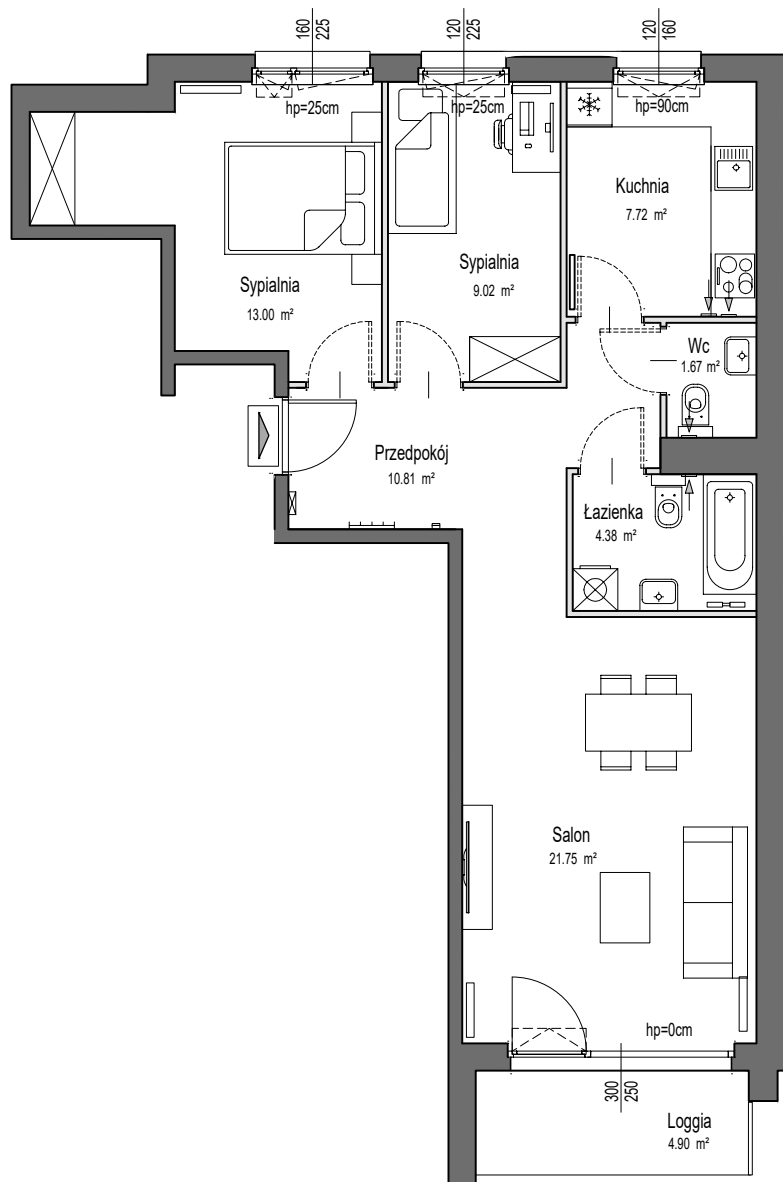 160
225
120
225
120
160
hp=25cm
hp=25cm
hp=90cm
Kuchnia
7.72 m²
Sypialnia
9.02 m²
Sypialnia
13.00 m²
Wc
1.67 m²
Przedpokój
10.81 m²
Łazienka
4.38 m²
Salon
21.75 m²
hp=0cm
300
250
Loggia
4.90 m²